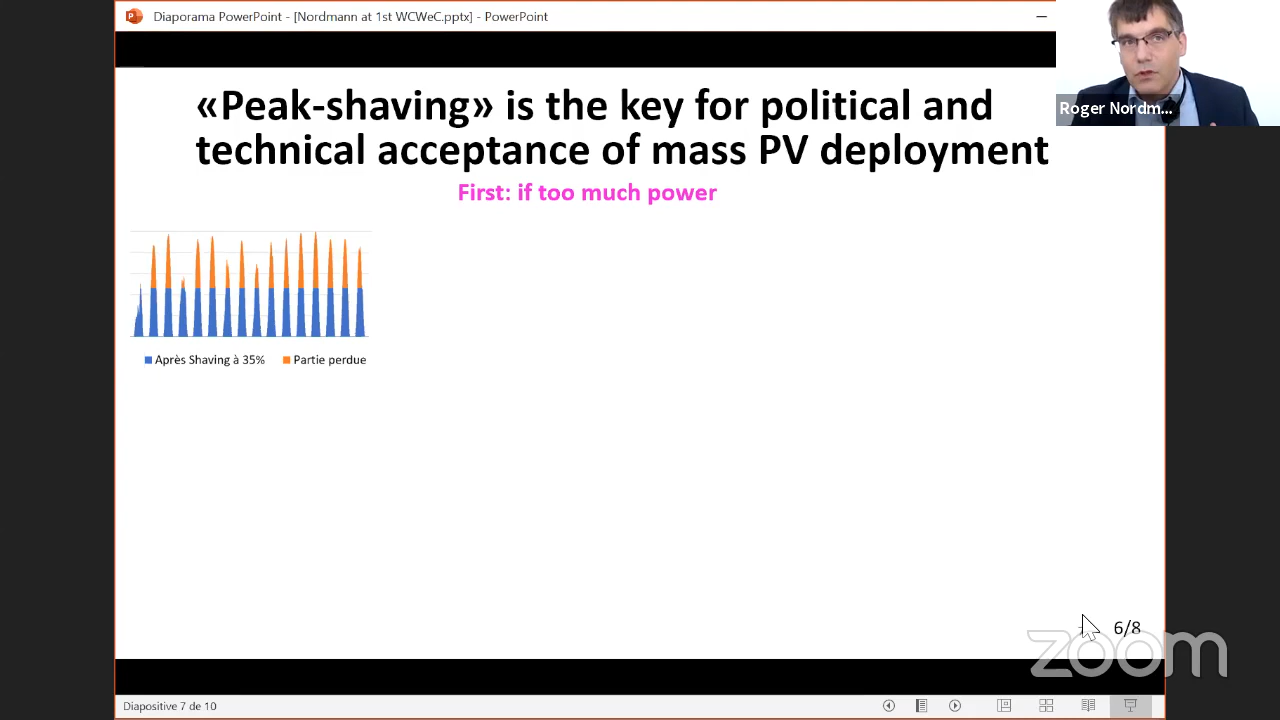 Diaporama PowerPoint - [Nordmann at 1st WCWeC.pptx] - PowerPoint
Roger Nordm...
«Peak-shaving» is the key for political and
technical acceptance of mass PV deployment
First: if too much power
Après Shaving à 35% Partie perdue
6/8
zoom
Diapositive 7 de 10